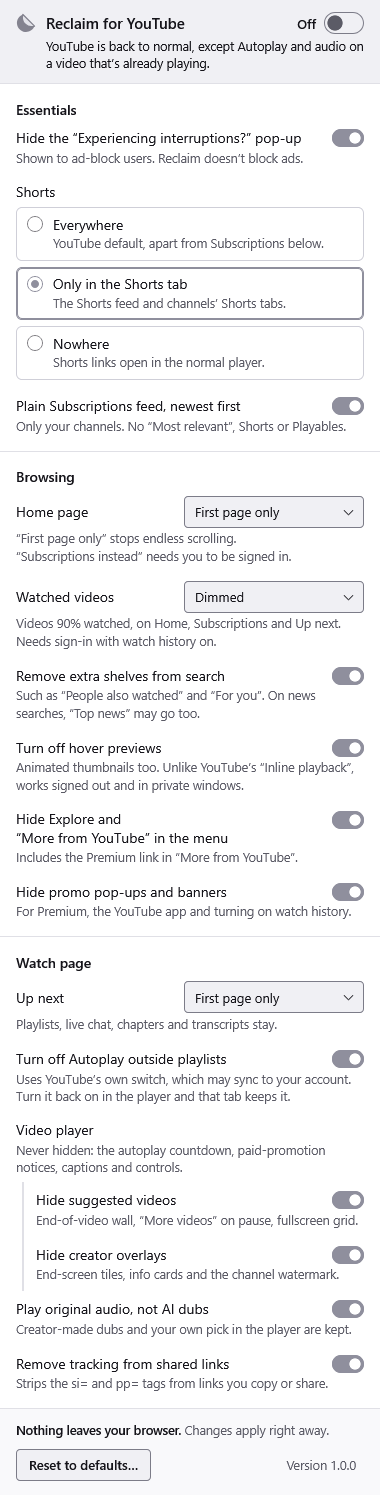 Reclaim for YouTube
Off
YouTube is back to normal, except Autoplay and audio on
a video that’s already playing.
Essentials
Hide the “Experiencing interruptions?” pop-up
Shown to ad-block users. Reclaim doesn’t block ads.
Shorts
Everywhere
YouTube default, apart from Subscriptions below.
Only in the Shorts tab
The Shorts feed and channels’ Shorts tabs.
Nowhere
Shorts links open in the normal player.
Plain Subscriptions feed, newest first
Only your channels. No “Most relevant”, Shorts or Playables.
Browsing
Home page
First page only
“First page only” stops endless scrolling.
“Subscriptions instead” needs you to be signed in.
Watched videos
Dimmed
Videos 90% watched, on Home, Subscriptions and Up next.
Needs sign-in with watch history on.
Remove extra shelves from search
Such as “People also watched” and “For you”. On news
searches, “Top news” may go too.
Turn off hover previews
Animated thumbnails too. Unlike YouTube’s “Inline playback”,
works signed out and in private windows.
Hide Explore and
“More from YouTube” in the menu
Includes the Premium link in “More from YouTube”.
Hide promo pop-ups and banners
For Premium, the YouTube app and turning on watch history.
Watch page
Up next
First page only
Playlists, live chat, chapters and transcripts stay.
Turn off Autoplay outside playlists
Uses YouTube’s own switch, which may sync to your account.
Turn it back on in the player and that tab keeps it.
Video player
Never hidden: the autoplay countdown, paid-promotion
notices, captions and controls.
Hide suggested videos
End-of-video wall, “More videos” on pause, fullscreen grid.
Hide creator overlays
End-screen tiles, info cards and the channel watermark.
Play original audio, not AI dubs
Creator-made dubs and your own pick in the player are kept.
Remove tracking from shared links
Strips the si= and pp= tags from links you copy or share.
Nothing leaves your browser. Changes apply right away.
Reset to defaults…
Version 1.0.0